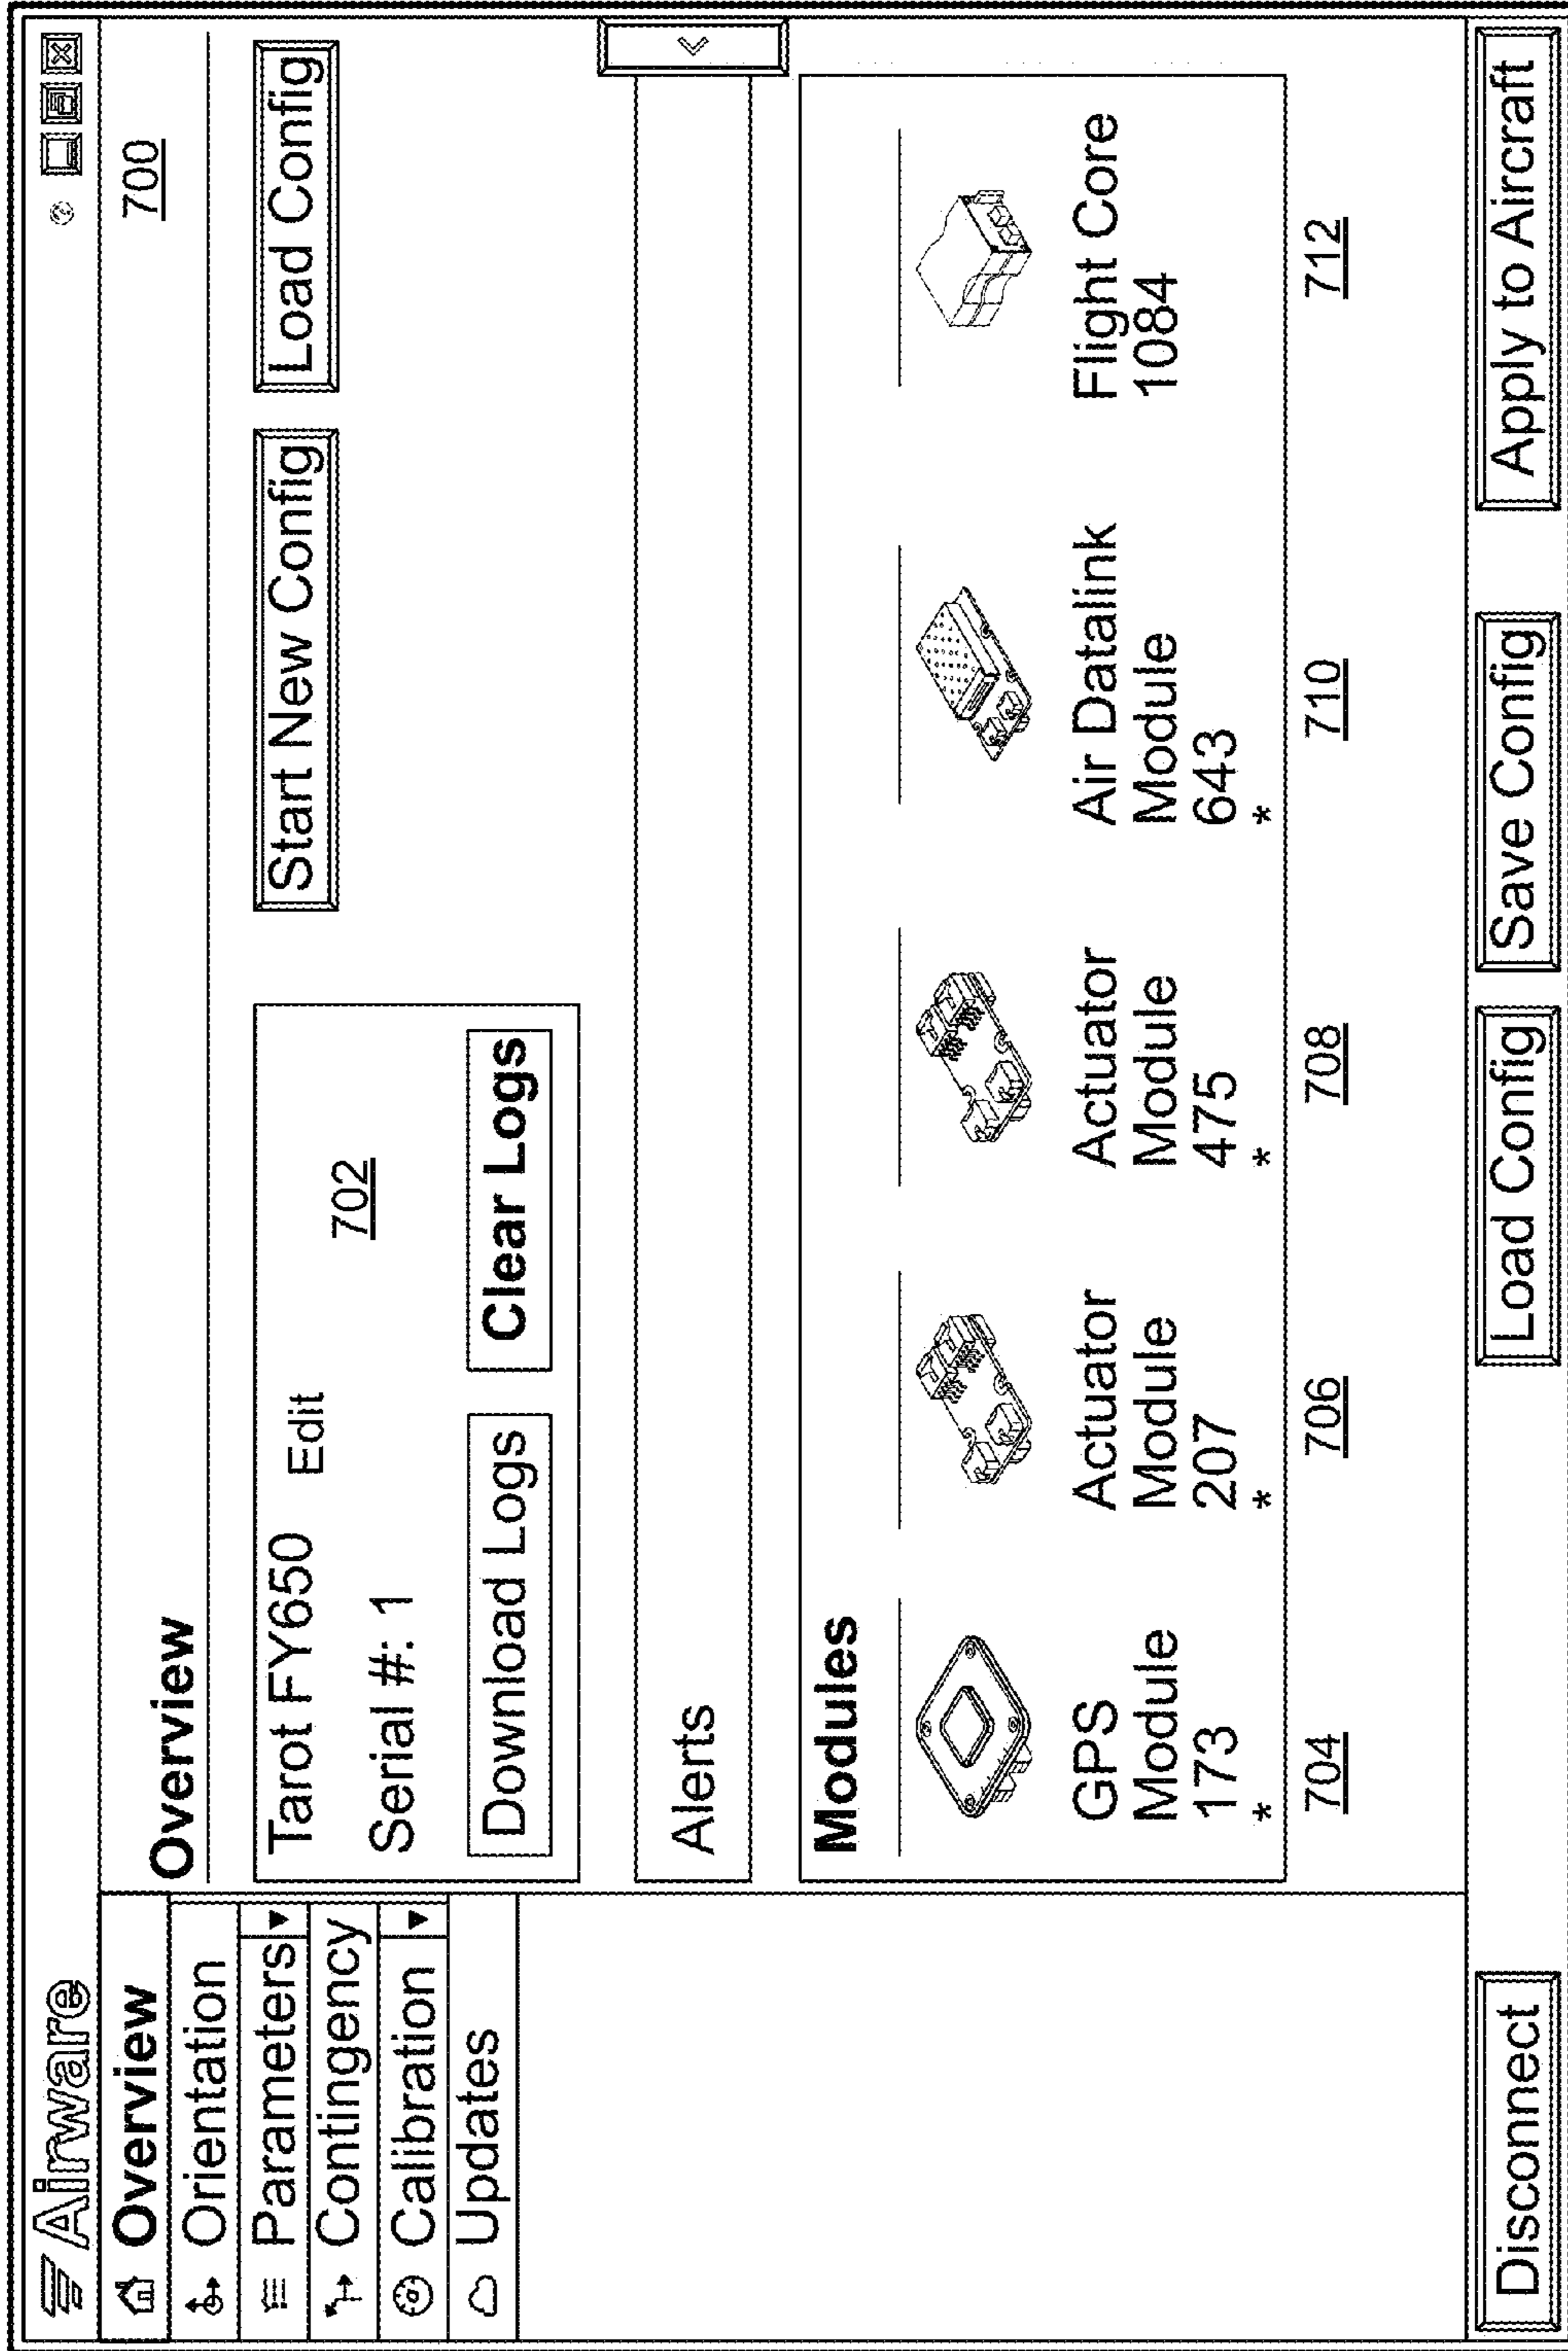 Airware
Overview
Orientation
Parameters
Contingency
Calibration
Updates
Overview
700
Tarot FY650 Edit
Serial #: 1
702
Download Logs Clear Logs
Start New Config Load Config
Alerts
Modules
GPS
Module
173
*
Actuator
Module
207
*
Actuator
Module
475
*
Air Datalink
Module
643
*
Flight Core
1084
704 706 708 710 712
Disconnect Load Config Save Config Apply to Aircraft